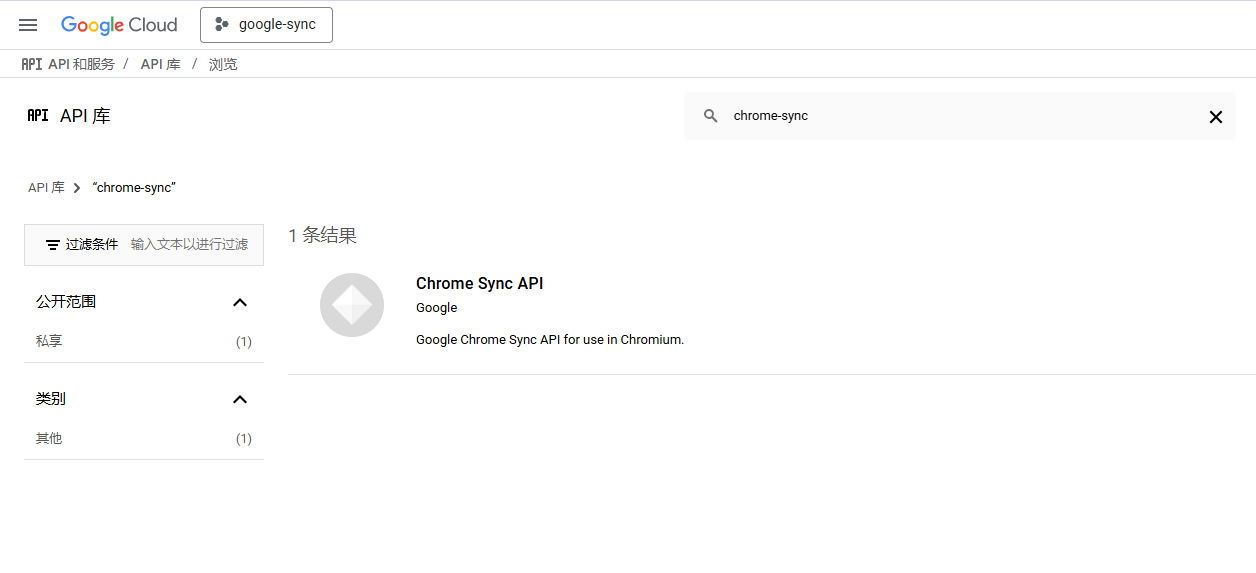 Google Cloud google-sync
API API 和服务 / API 库 / 浏览
API API 库
chrome-sync
API 库 > “chrome-sync”
过滤条件 输入文本以进行过滤
1 条结果
公开范围
私享 (1)
类别
其他 (1)
Chrome Sync API
Google
Google Chrome Sync API for use in Chromium.